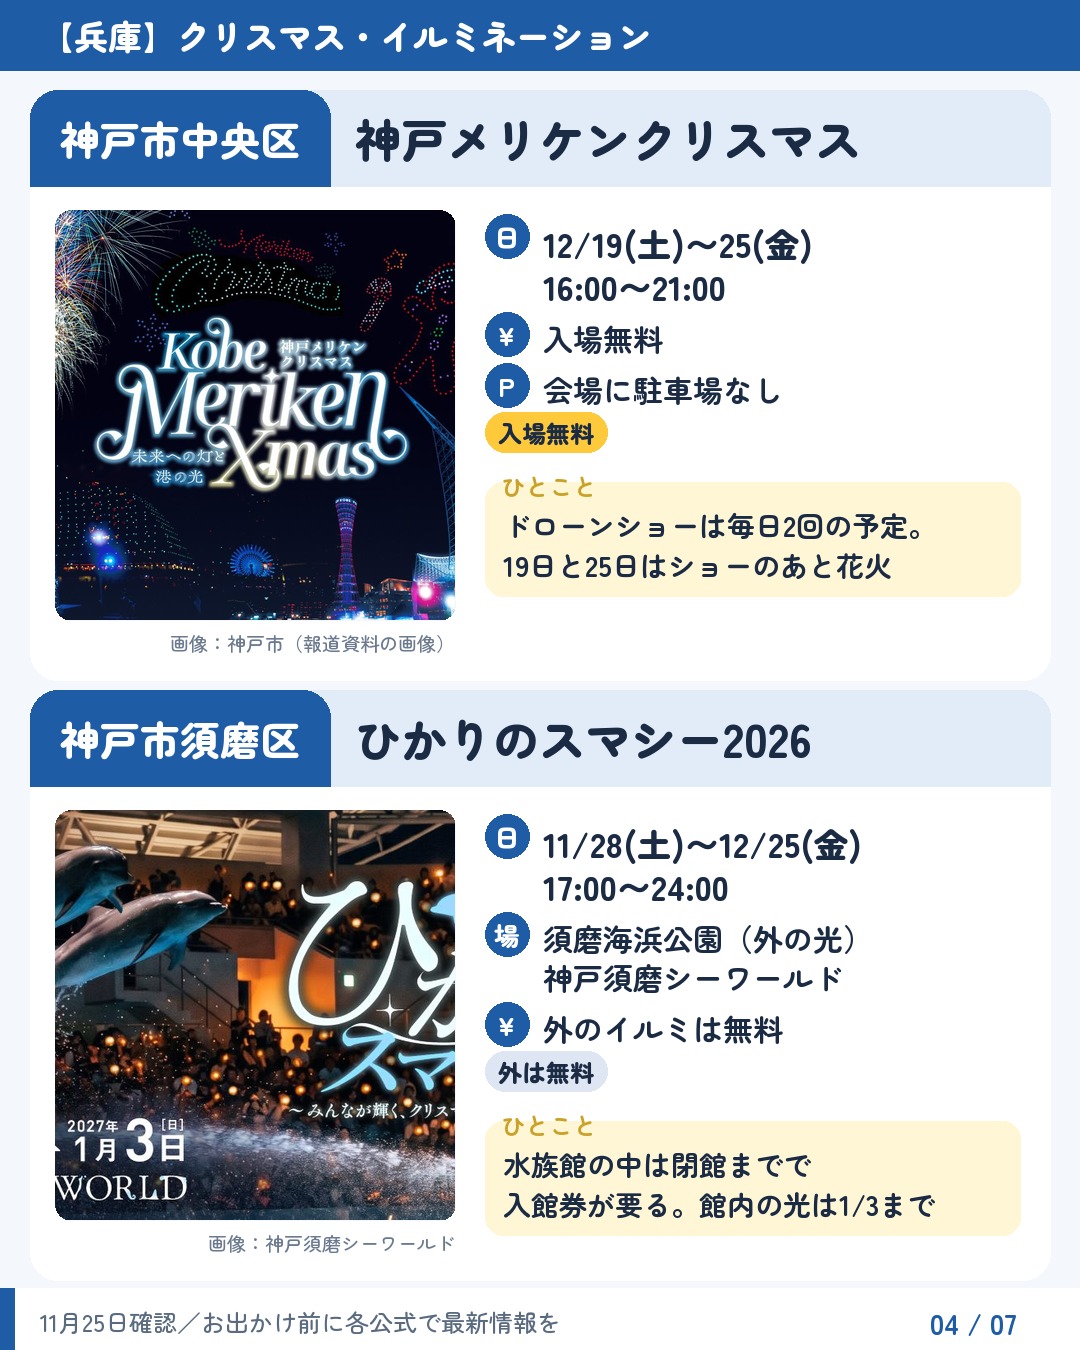 【兵庫】クリスマス・イルミネーション
神戸市中央区
神戸メリケンクリスマス
Merike
Christmas
Kobe
神戸メリケン
クリスマス
Meriken
Xmas
未来への灯と
港の光
日 12/19(土)〜25(金)
16:00〜21:00
¥ 入場無料
P 会場に駐車場なし
入場無料
ひとこと
ドローンショーは毎日2回の予定。
19日と25日はショーのあと花火
画像：神戸市（報道資料の画像）
神戸市須磨区
ひかりのスマシー2026
ひか
スマ
〜みんなが輝く、クリス
2027年
1月3日[日]
WORLD
日 11/28(土)〜12/25(金)
17:00〜24:00
場 須磨海浜公園（外の光）
神戸須磨シーワールド
¥ 外のイルミは無料
外は無料
ひとこと
水族館の中は閉館までで
入館券が要る。館内の光は1/3まで
画像：神戸須磨シーワールド
11月25日確認／お出かけ前に各公式で最新情報を
04 / 07